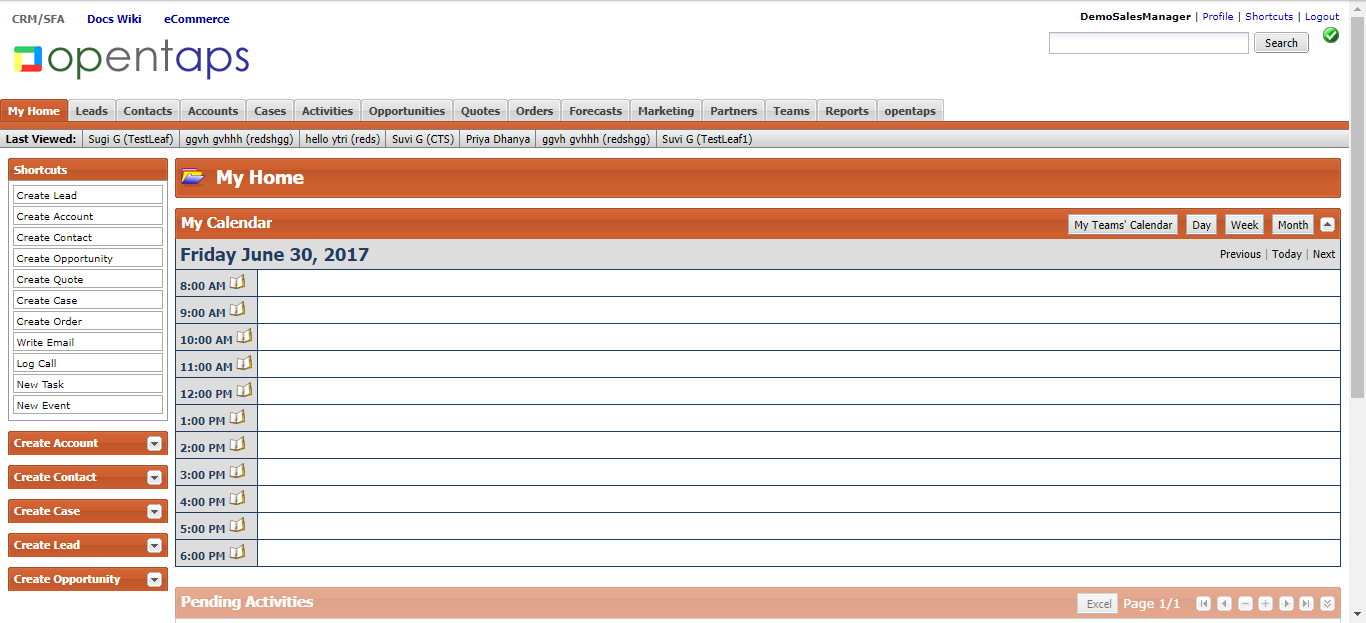 CRM/SFA Docs Wiki eCommerce
DemoSalesManager | Profile | Shortcuts | Logout
opentaps
Search
My Home Leads Contacts Accounts Cases Activities Opportunities Quotes Orders Forecasts Marketing Partners Teams Reports opentaps
Last Viewed: Sugi G (TestLeaf) ggvh gvhhh (redshgg) hello ytri (reds) Suvi G (CTS) Priya Dhanya ggvh gvhhh (redshgg) Suvi G (TestLeaf1)
Shortcuts
Create Lead
Create Account
Create Contact
Create Opportunity
Create Quote
Create Case
Create Order
Write Email
Log Call
New Task
New Event
Create Account
Create Contact
Create Case
Create Lead
Create Opportunity
My Home
My Calendar
My Teams' Calendar Day Week Month
Friday June 30, 2017
Previous | Today | Next
8:00 AM
9:00 AM
10:00 AM
11:00 AM
12:00 PM
1:00 PM
2:00 PM
3:00 PM
4:00 PM
5:00 PM
6:00 PM
Pending Activities
Excel Page 1/1